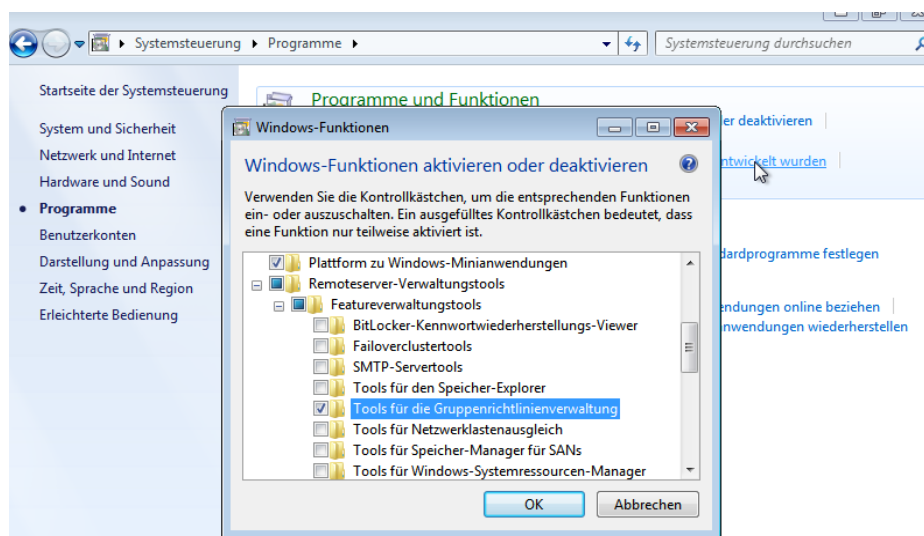 Systemsteuerung ▸ Programme ▸
Systemsteuerung durchsuchen
Startseite der Systemsteuerung
System und Sicherheit
Netzwerk und Internet
Hardware und Sound
Programme
Benutzerkonten
Darstellung und Anpassung
Zeit, Sprache und Region
Erleichterte Bedienung
Programme und Funktionen
er deaktivieren
ntwickelt wurden
dardprogramme festlegen
endungen online beziehen
nwendungen wiederherstellen
Windows-Funktionen
Windows-Funktionen aktivieren oder deaktivieren
Verwenden Sie die Kontrollkästchen, um die entsprechenden Funktionen
ein- oder auszuschalten. Ein ausgefülltes Kontrollkästchen bedeutet, dass
eine Funktion nur teilweise aktiviert ist.
Plattform zu Windows-Minianwendungen
Remoteserver-Verwaltungstools
Featureverwaltungstools
BitLocker-Kennwortwiederherstellungs-Viewer
Failoverclustertools
SMTP-Servertools
Tools für den Speicher-Explorer
Tools für die Gruppenrichtlinienverwaltung
Tools für Netzwerklastenausgleich
Tools für Speicher-Manager für SANs
Tools für Windows-Systemressourcen-Manager
OK
Abbrechen